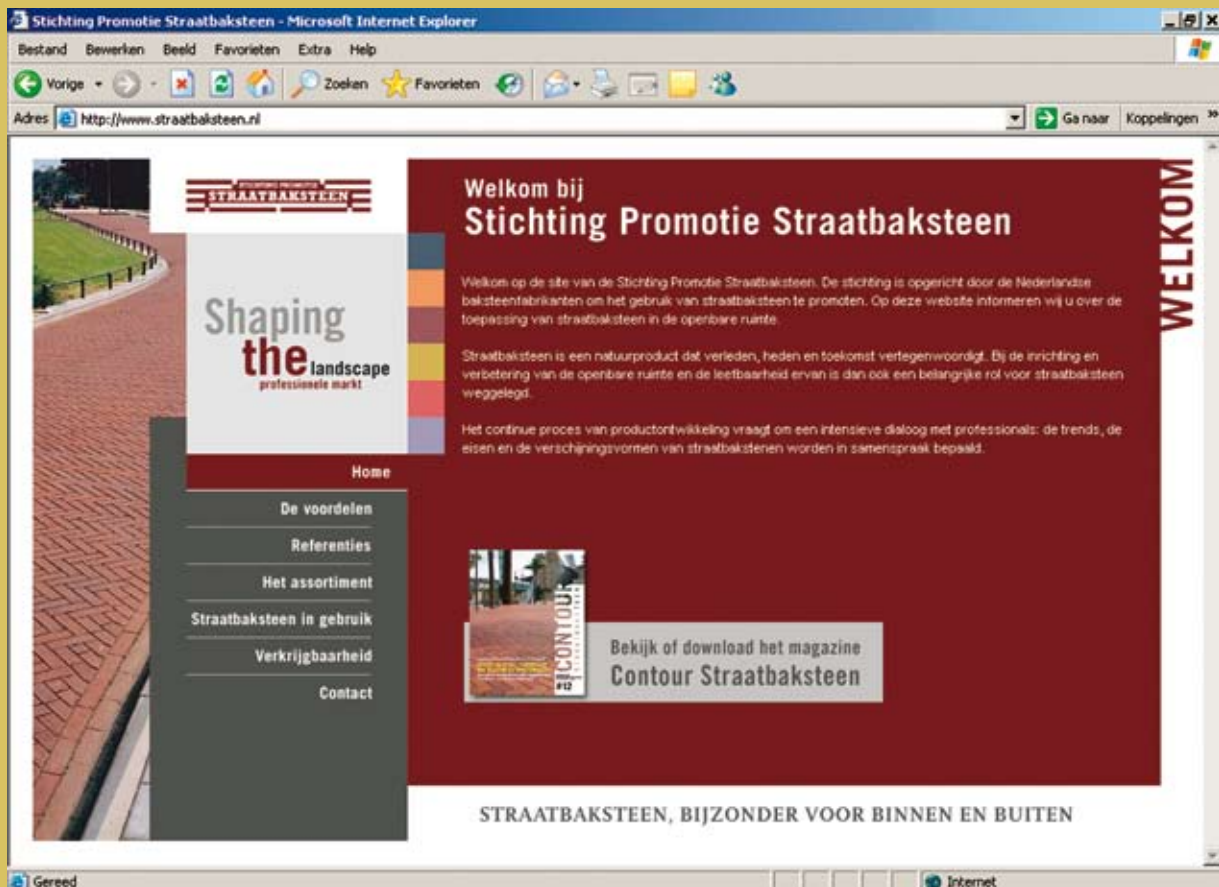 Stichting Promotie Straatbaksteen - Microsoft Internet Explorer
Bestand Bewerken Beeld Favorieten Extra Help
Vorige Zoeken Favorieten
Adres http://www.straatbaksteen.nl Ga naar Koppelingen »
STICHTING PROMOTIE
STRAATBAKSTEEN
Shaping
the landscape
professionele markt
Home
De voordelen
Referenties
Het assortiment
Straatbaksteen in gebruik
Verkrijgbaarheid
Contact
Welkom bij
Stichting Promotie Straatbaksteen
WELKOM
Welkom op de site van de Stichting Promotie Straatbaksteen. De stichting is opgericht door de Nederlandse
baksteenfabrikanten om het gebruik van straatbaksteen te promoten. Op deze website informeren wij u over de
toepassing van straatbaksteen in de openbare ruimte.
Straatbaksteen is een natuurproduct dat verleden, heden en toekomst vertegenwoordigt. Bij de inrichting en
verbetering van de openbare ruimte en de leefbaarheid ervan is dan ook een belangrijke rol voor straatbaksteen
weggelegd.
Het continue proces van productontwikkeling vraagt om een intensieve dialoog met professionals: de trends, de
eisen en de verschijningsvormen van straatbakstenen worden in samenspraak bepaald.
CONTOUR
#12
Bekijk of download het magazine
Contour Straatbaksteen
STRAATBAKSTEEN, BIJZONDER VOOR BINNEN EN BUITEN
Gereed Internet